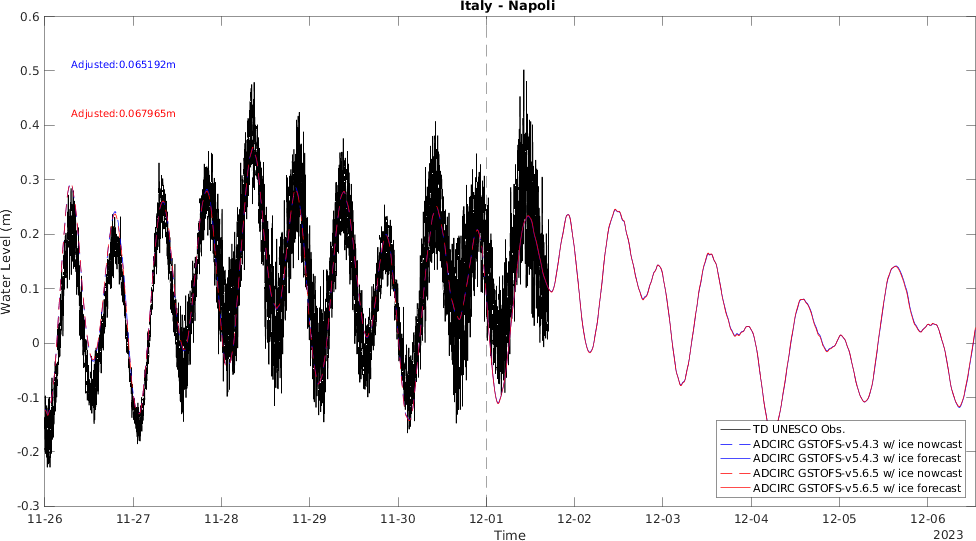 Italy - Napoli
0.6
0.5
0.4
0.3
0.2
0.1
0
-0.1
-0.2
-0.3
Water Level (m)
Adjusted:0.065192m
Adjusted:0.067965m
TD UNESCO Obs.
ADCIRC GSTOFS-v5.4.3 w/ ice nowcast
ADCIRC GSTOFS-v5.4.3 w/ ice forecast
ADCIRC GSTOFS-v5.6.5 w/ ice nowcast
ADCIRC GSTOFS-v5.6.5 w/ ice forecast
11-26 11-27 11-28 11-29 11-30 12-01 12-02 12-03 12-04 12-05 12-06
Time
2023